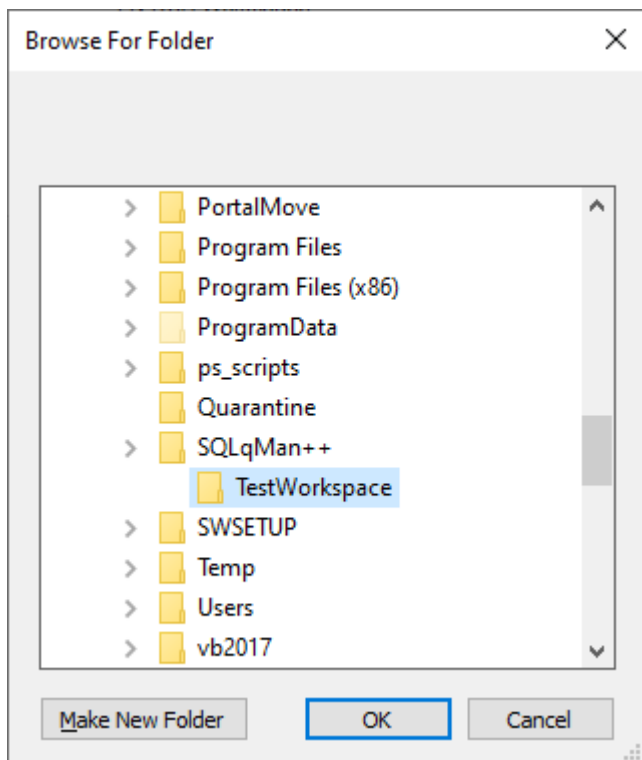 Browse For Folder
PortalMove
Program Files
Program Files (x86)
ProgramData
ps_scripts
Quarantine
SQLqMan++
TestWorkspace
SWSETUP
Temp
Users
vb2017
Make New Folder
OK
Cancel